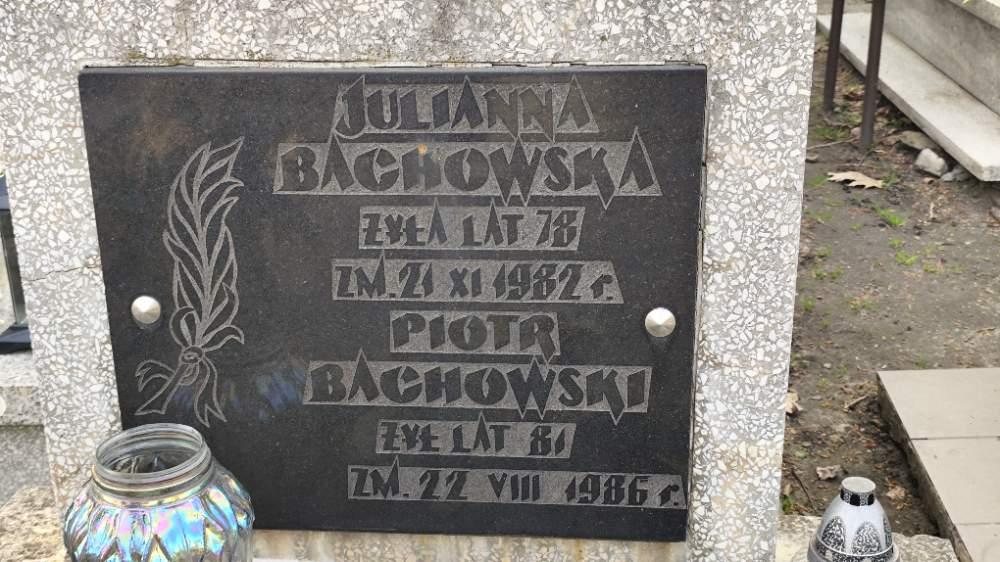 JULIANNA
BACHOWSKA
ŻYŁA LAT 78
ZM. 21 XI 1982 r.
PIOTR
BACHOWSKI
ŻYŁ LAT 81
ZM. 22 VIII 1986 r.